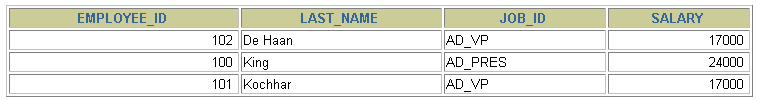 EMPLOYEE_ID LAST_NAME JOB_ID SALARY
102 De Haan AD_VP 17000
100 King AD_PRES 24000
101 Kochhar AD_VP 17000